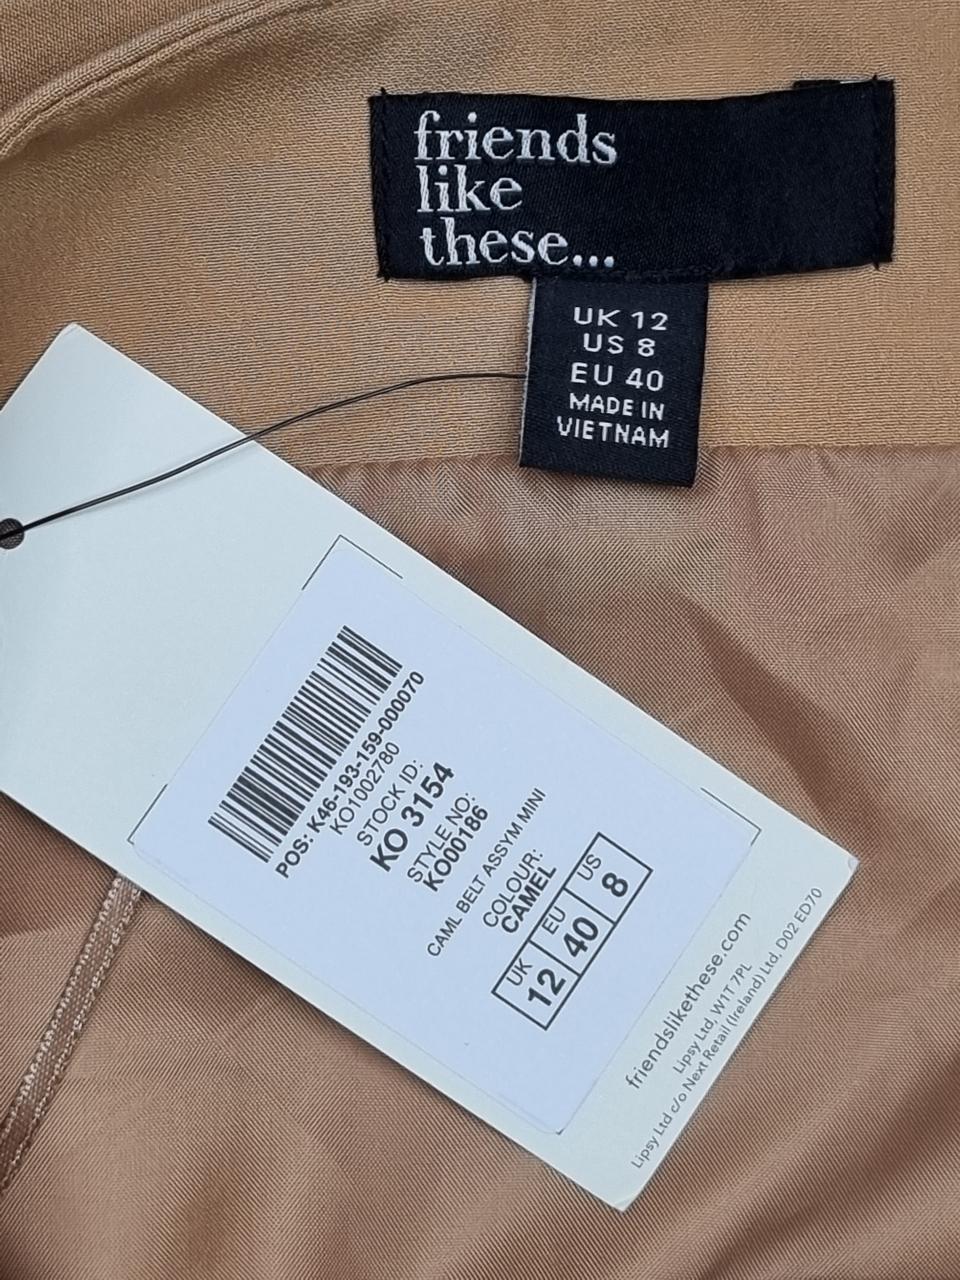 friends
like
these...
UK 12
US 8
EU 40
MADE IN
VIETNAM
POS: K46-193-159-000070
KO1002780
STOCK ID:
KO 3154
STYLE NO:
KO00186
CAML BELT ASSYM MINI
COLOUR:
CAMEL
UK EU US
12 40 8
friendslikethese.com
Lipsy Ltd, W1T 7PL
Lipsy Ltd c/o Next Retail (Ireland) Ltd, D02 ED70